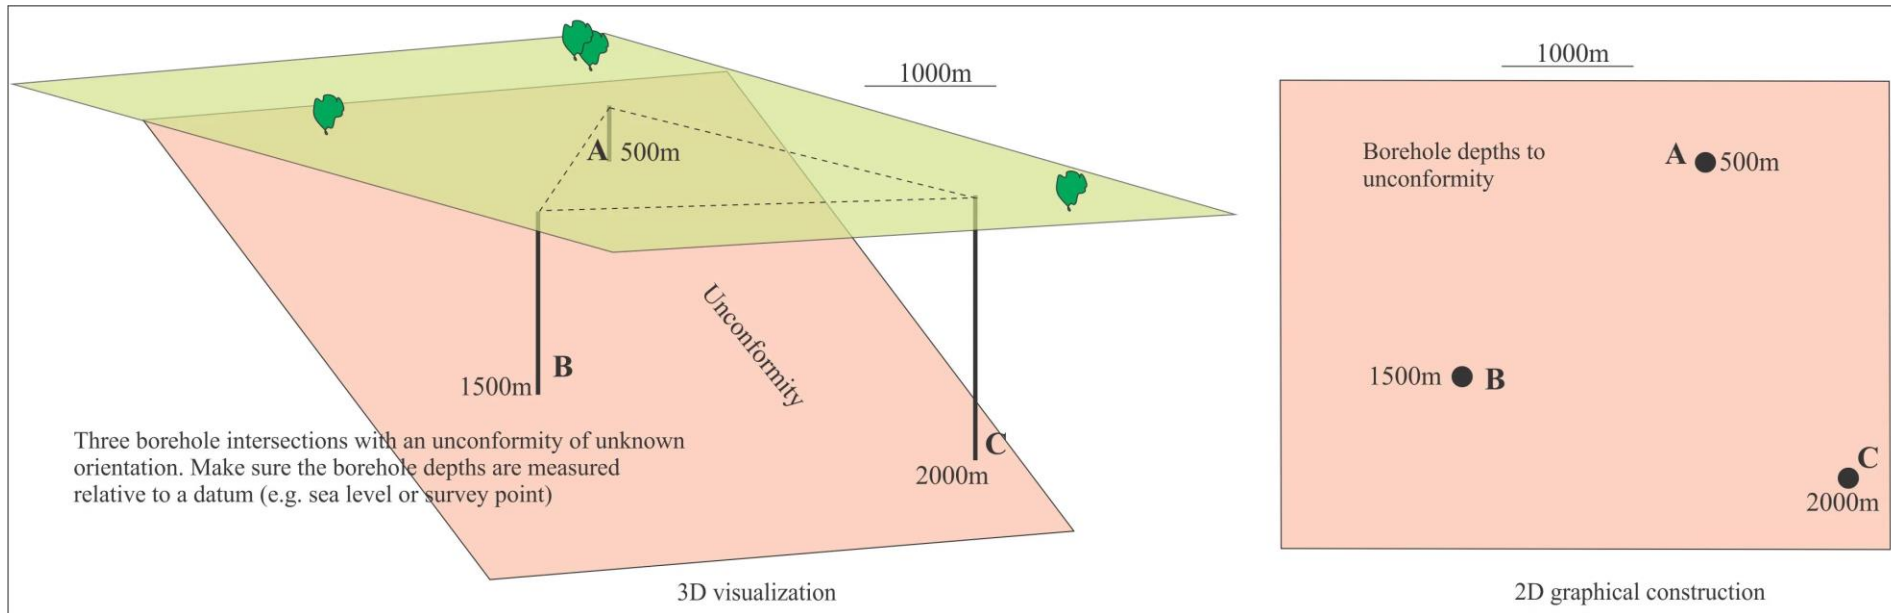 1000m
A 500m
Unconformity
1500m B
2000m C
Three borehole intersections with an unconformity of unknown
orientation. Make sure the borehole depths are measured
relative to a datum (e.g. sea level or survey point)
3D visualization
1000m
Borehole depths to
unconformity
A 500m
1500m B
C
2000m
2D graphical construction